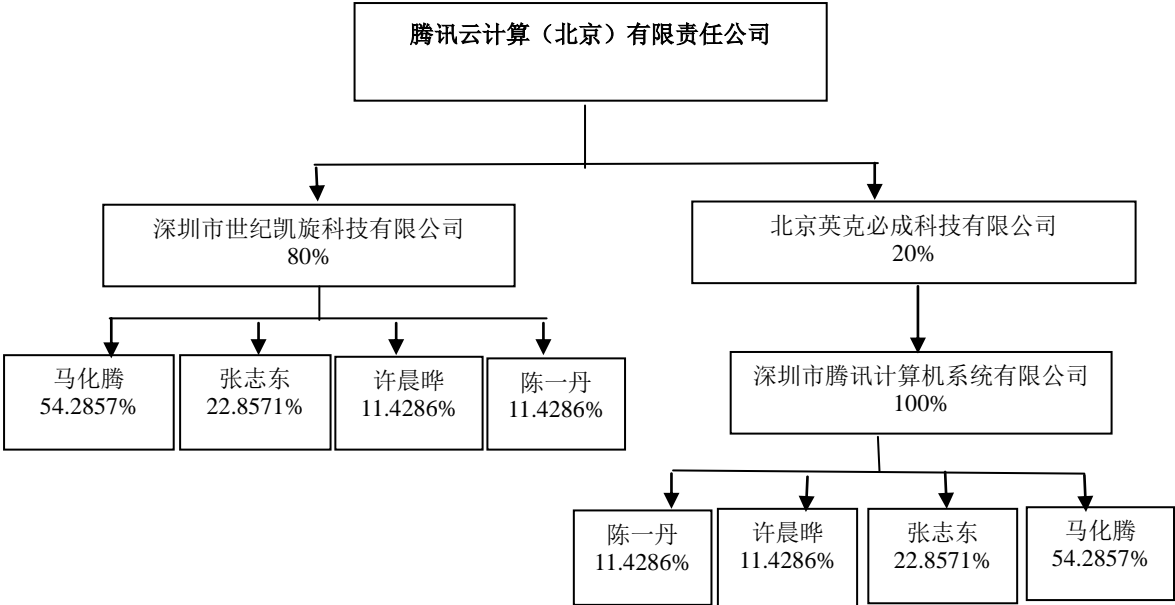 腾讯云计算（北京）有限责任公司
深圳市世纪凯旋科技有限公司
80%
北京英克必成科技有限公司
20%
马化腾
54.2857%
张志东
22.8571%
许晨晔
11.4286%
陈一丹
11.4286%
深圳市腾讯计算机系统有限公司
100%
陈一丹
11.4286%
许晨晔
11.4286%
张志东
22.8571%
马化腾
54.2857%